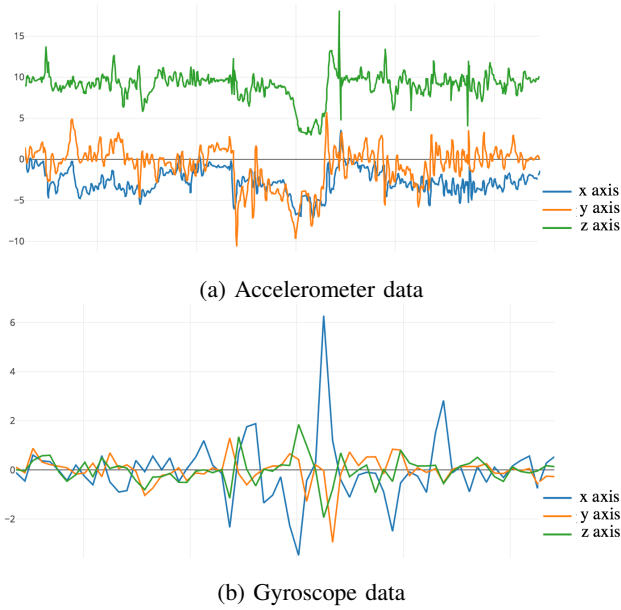 15
10
5
0
−5
−10
x axis
y axis
z axis
(a) Accelerometer data
6
4
2
0
−2
x axis
y axis
z axis
(b) Gyroscope data